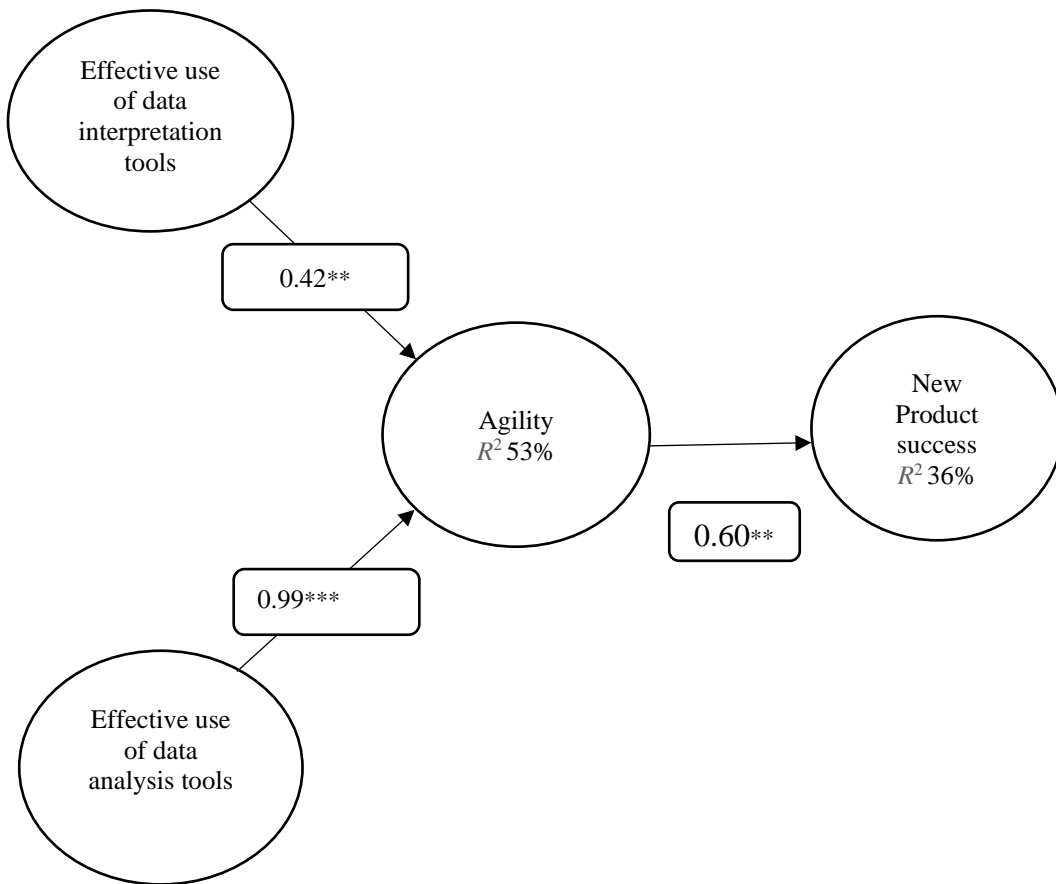 Effective use
of data
interpretation
tools
0.42**
Agility
R² 53%
New
Product
success
R² 36%
0.60**
0.99***
Effective use
of data
analysis tools